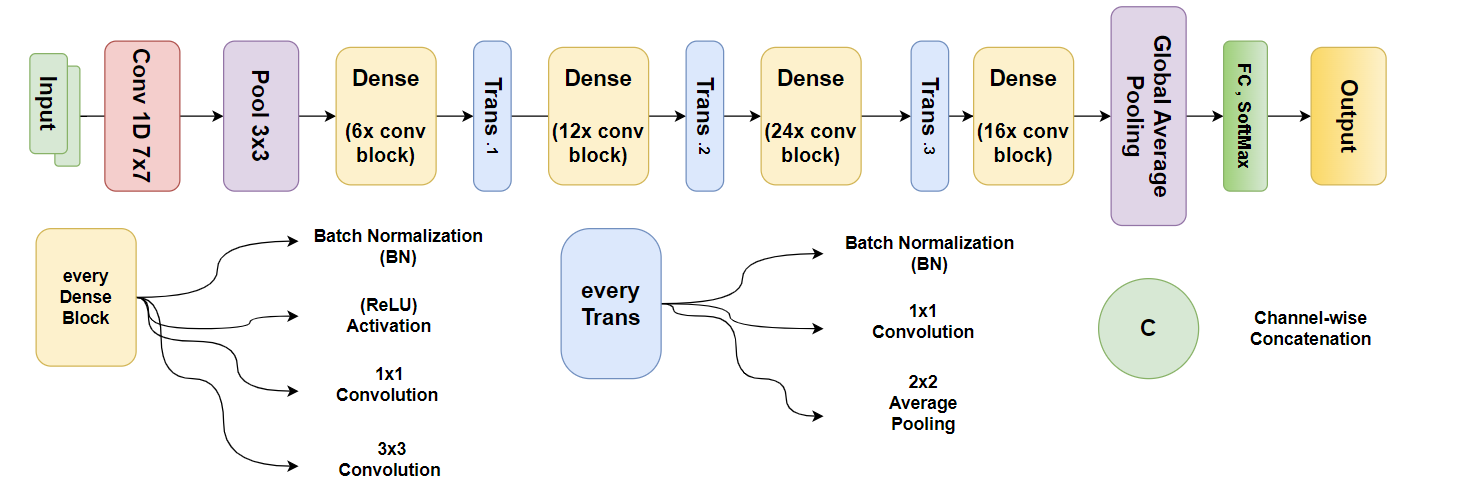 Input
Conv 1D 7x7
Pool 3x3
Dense
(6x conv
block)
Trans .1
Dense
(12x conv
block)
Trans .2
Dense
(24x conv
block)
Trans .3
Dense
(16x conv
block)
Global Average
Pooling
FC , SoftMax
Output
every
Dense
Block
Batch Normalization
(BN)
(ReLU)
Activation
1x1
Convolution
3x3
Convolution
every
Trans
Batch Normalization
(BN)
1x1
Convolution
2x2
Average
Pooling
C
Channel-wise
Concatenation